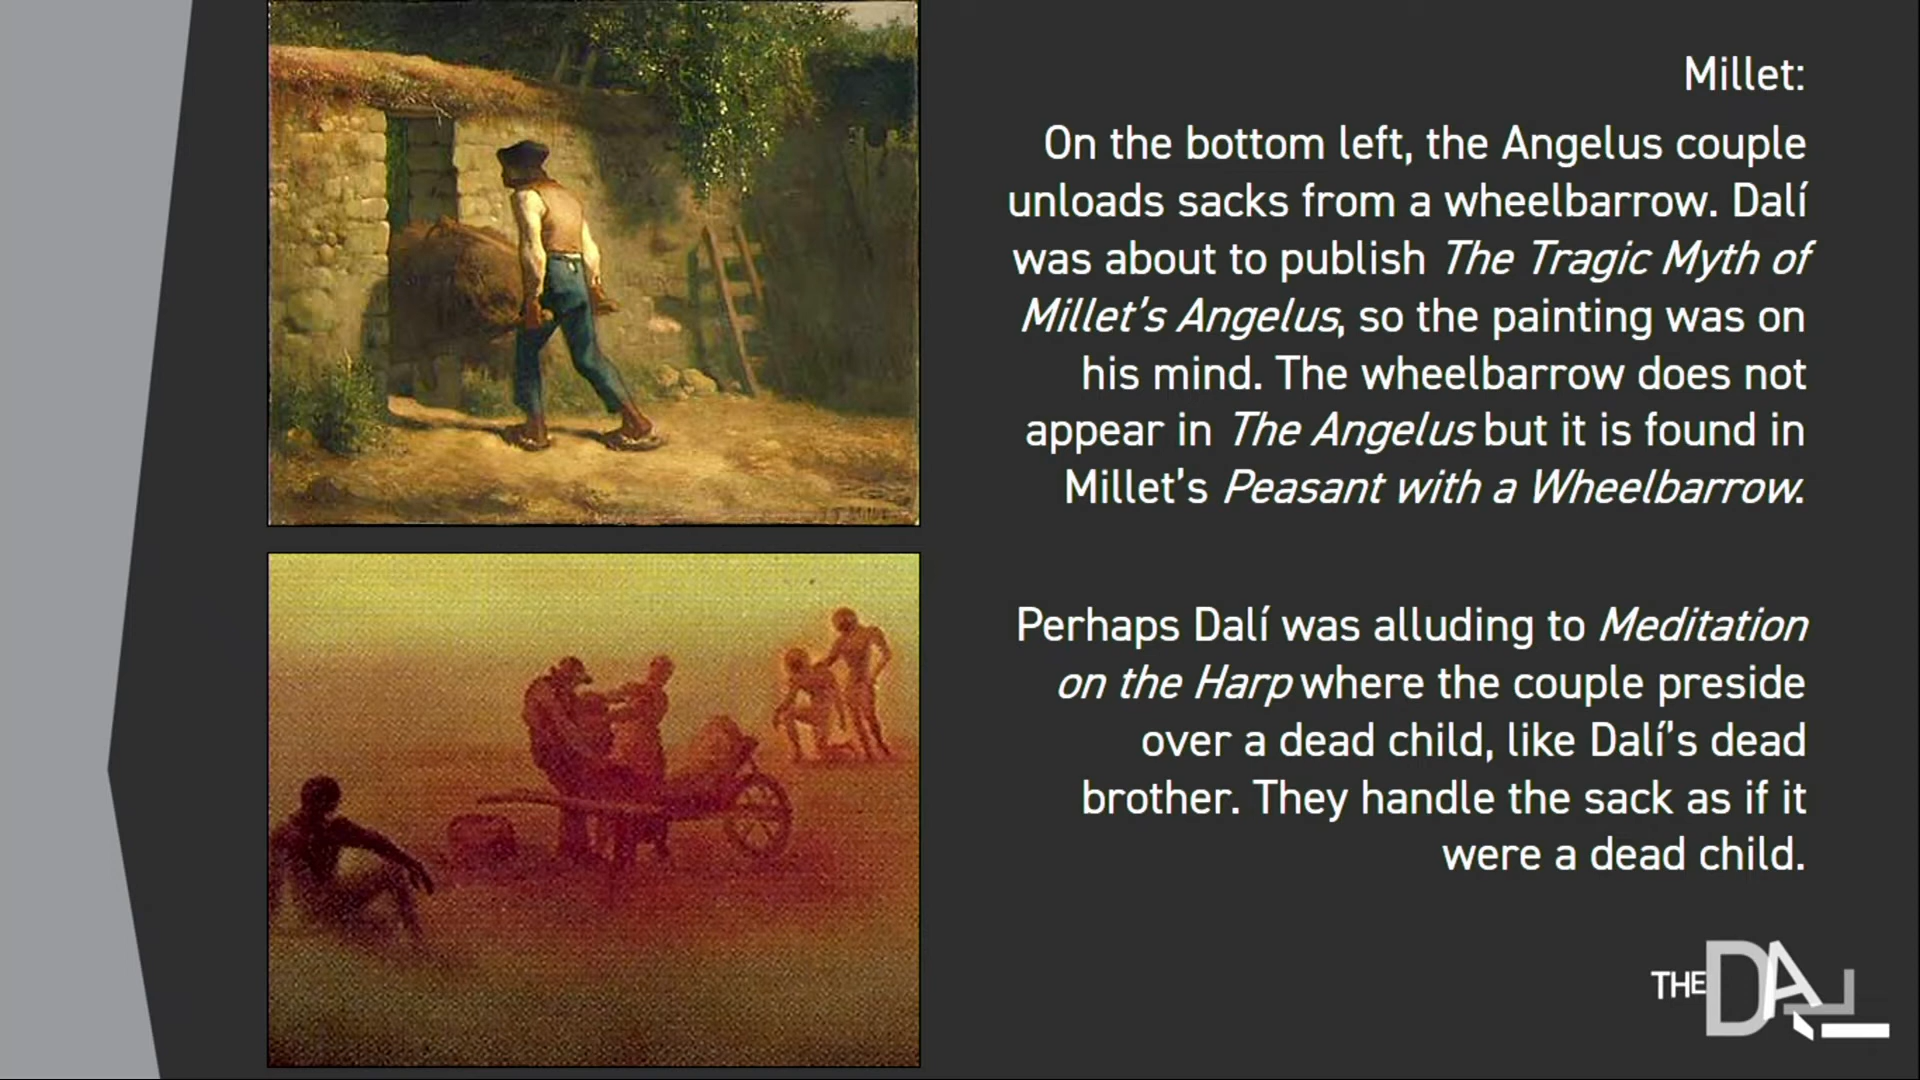 Millet:
On the bottom left, the Angelus couple
unloads sacks from a wheelbarrow. Dalí
was about to publish The Tragic Myth of
Millet’s Angelus, so the painting was on
his mind. The wheelbarrow does not
appear in The Angelus but it is found in
Millet’s Peasant with a Wheelbarrow.
Perhaps Dalí was alluding to Meditation
on the Harp where the couple preside
over a dead child, like Dalí’’s dead
brother. They handle the sack as if it
were a dead child.
THE DALÍ